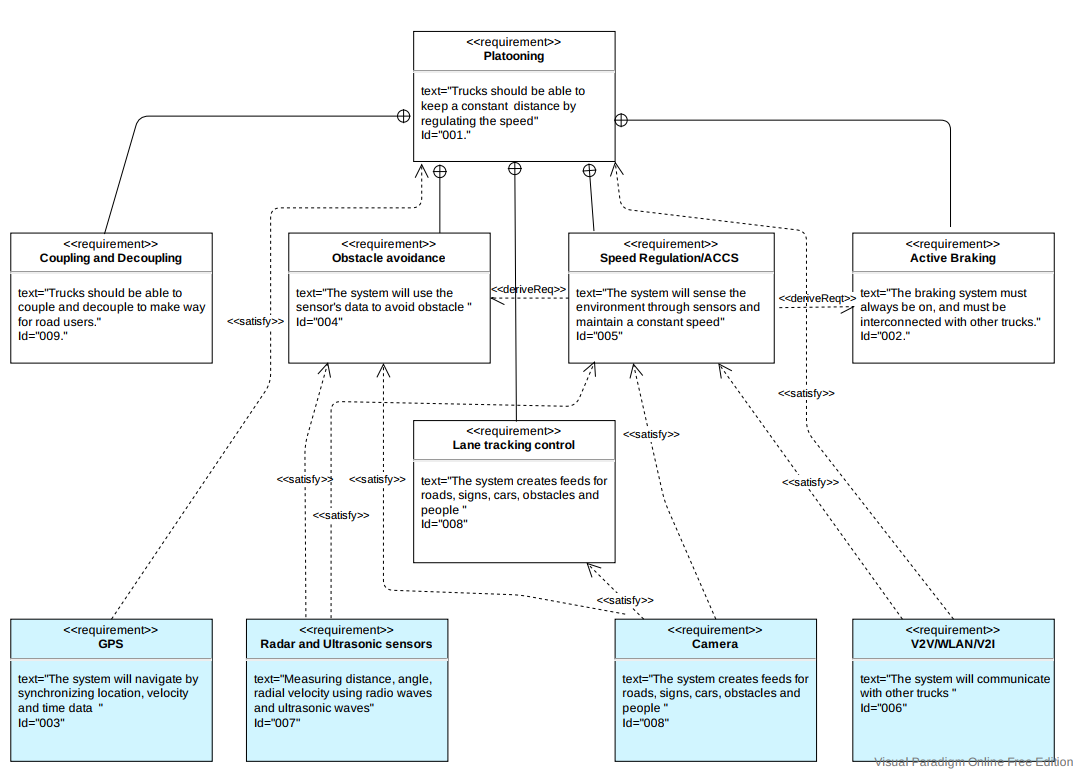 <<requirement>>
Platooning
text="Trucks should be able to
keep a constant distance by
regulating the speed"
Id="001."
<<requirement>>
Coupling and Decoupling
text="Trucks should be able to
couple and decouple to make way
for road users."
Id="009."
<<requirement>>
Obstacle avoidance
text="The system will use the
sensor's data to avoid obstacle "
Id="004"
<<deriveReq>>
<<requirement>>
Speed Regulation/ACCS
text="The system will sense the
environment through sensors and
maintain a constant speed"
Id="005"
<<deriveReqt>>
<<requirement>>
Active Braking
text="The braking system must
always be on, and must be
interconnected with other trucks."
Id="002."
<<satisfy>>
<<satisfy>>
<<requirement>>
Lane tracking control
text="The system creates feeds for
roads, signs, cars, obstacles and
people "
Id="008"
<<satisfy>>
<<satisfy>>
<<satisfy>>
<<satisfy>>
<<satisfy>>
<<satisfy>>
<<requirement>>
GPS
text="The system will navigate by
synchronizing location, velocity
and time data "
Id="003"
<<requirement>>
Radar and Ultrasonic sensors
text="Measuring distance, angle,
radial velocity using radio waves
and ultrasonic waves"
Id="007"
<<requirement>>
Camera
text="The system creates feeds for
roads, signs, cars, obstacles and
people "
Id="008"
<<requirement>>
V2V/WLAN/V2I
text="The system will communicate
with other trucks "
Id="006"
Visual Paradigm Online Free Edition